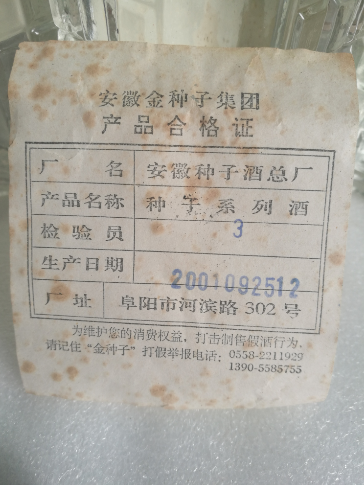 安徽金种子集团
产品合格证
厂 名 安徽种子酒总厂
产品名称 种子系列酒
检验员 3
生产日期 2001092512
厂 址 阜阳市河滨路302号
为维护您的消费权益，打击制售假酒行为，
请记住“金种子”打假举报电话：0558-2211929
1390-5585755